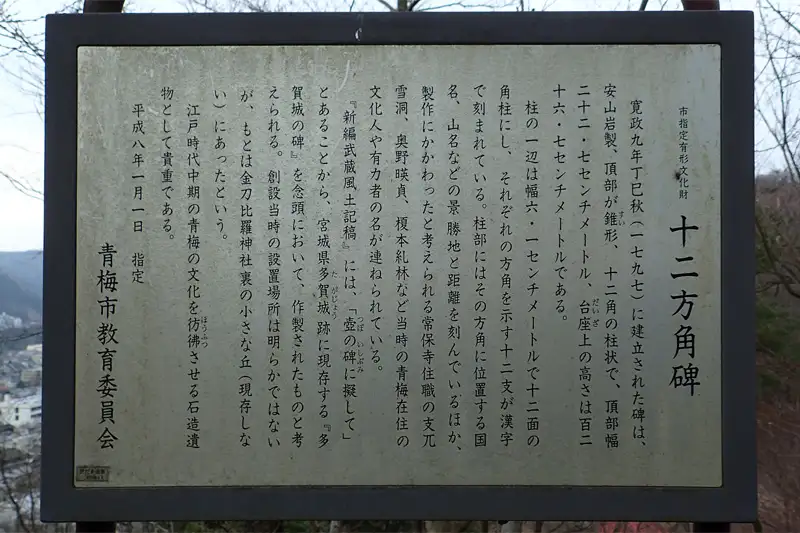 市指定有形文化財
十二方角碑
寛政九年丁巳秋(一七九七)に建立された碑は、
安山岩製、頂部が錐形、十二角の柱状で、頂部幅
二十二・七センチメートル、台座上の高さは百二
十六・七センチメートルである。
柱の一辺は幅六・一センチメートルで十二面の
角柱にし、それぞれの方角を示す十二支が漢字
で刻まれている。柱部にはその方角に位置する国
名、山名などの景勝地と距離を刻んでいるほか、
製作にかかわったと考えられる常保寺住職の支兀
雪洞、奥野暎貞、榎本糺林など当時の青梅在住の
文化人や有力者の名が連ねられている。
『新編武蔵風土記稿』には、「壺の碑に擬して」
とあることから、宮城県多賀城跡に現存する『多
賀城の碑』を念頭において、作製されたものと考
えられる。創設当時の設置場所は明らかではない
が、もとは金刀比羅神社裏の小さな丘(現存しな
い)にあったという。
江戸時代中期の青梅の文化を彷彿させる石造遺
物として貴重である。
平成八年一月一日 指定
青梅市教育委員会